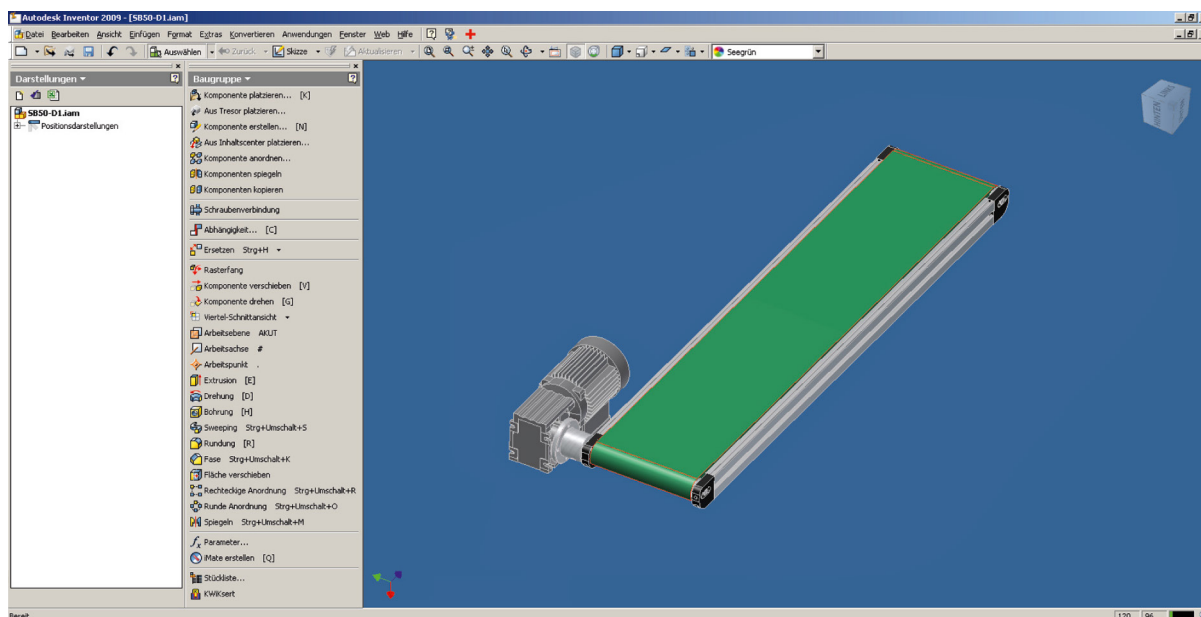 Autodesk Inventor 2009 - [SB50-D1.iam]
Datei Bearbeiten Ansicht Einfügen Format Extras Konvertieren Anwendungen Fenster Web Hilfe
Auswählen Zurück Skizze Aktualisieren Seegrün
Darstellungen
SB50-D1.iam
Positionsdarstellungen
Baugruppe
Komponente platzieren... [K]
Aus Tresor platzieren...
Komponente erstellen... [N]
Aus Inhaltscenter platzieren...
Komponente anordnen...
Komponenten spiegeln
Komponenten kopieren
Schraubenverbindung
Abhängigkeit... [C]
Ersetzen Strg+H
Rasterfang
Komponente verschieben [V]
Komponente drehen [G]
Viertel-Schnittansicht
Arbeitsebene AKUT
Arbeitsachse #
Arbeitspunkt .
Extrusion [E]
Drehung [D]
Bohrung [H]
Sweeping Strg+Umschalt+S
Rundung [R]
Fase Strg+Umschalt+K
Fläche verschieben
Rechteckige Anordnung Strg+Umschalt+R
Runde Anordnung Strg+Umschalt+O
Spiegeln Strg+Umschalt+M
Parameter...
iMate erstellen [Q]
Stückliste...
KWiKsert
HINTEN
Bereit 120 96